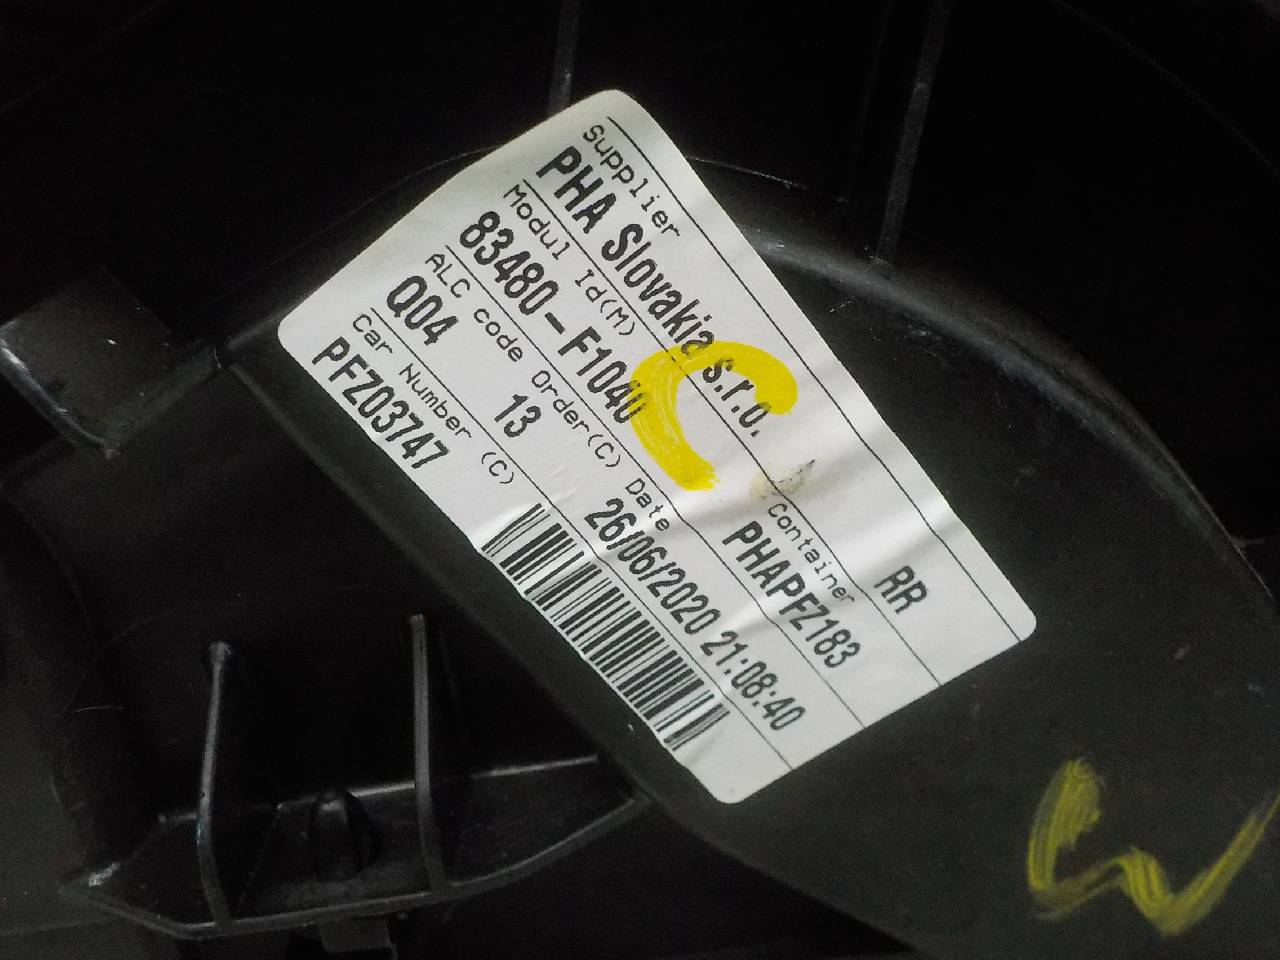 RR
Supplier
PHA Slovakia s.r.o.
Modul Id(M) Container
83480-F1040 PHAPFZ183
ALC code Order(C) Date
Q04 13 26/06/2020 21:08:40
Car Number (C)
PFZ03747
C